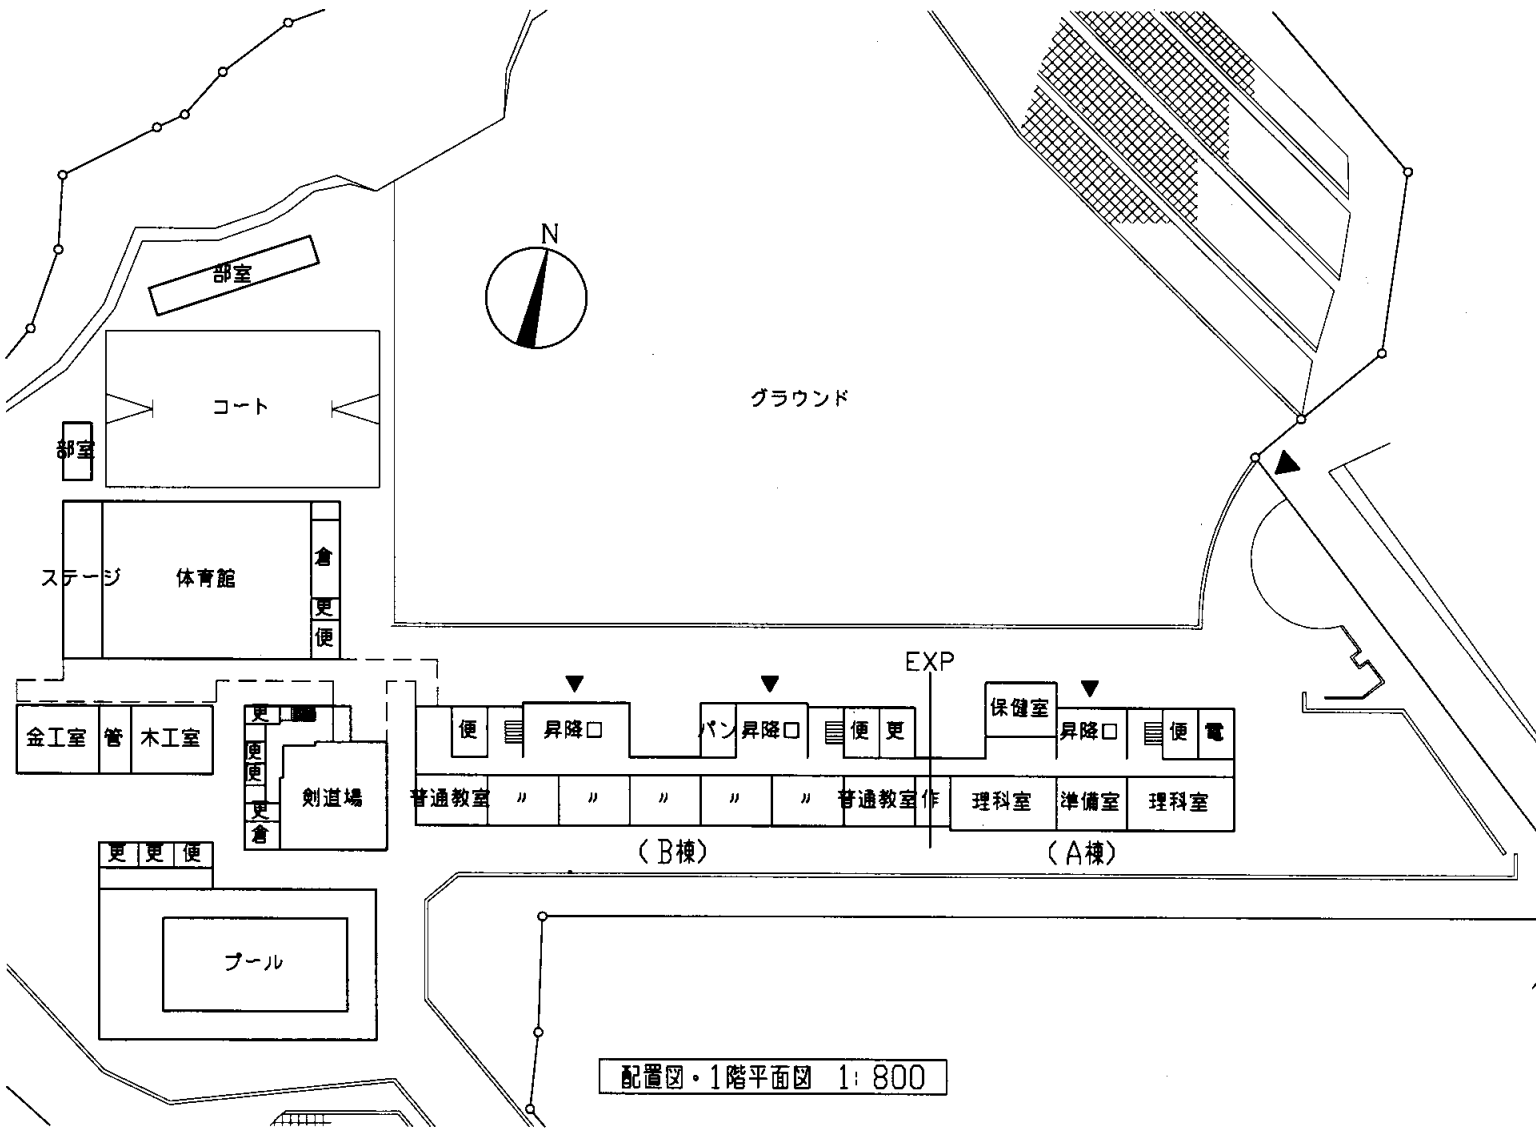 N
部室
コート
グラウンド
部室
ステージ
体育館
倉
更
便
EXP
金工室
管
木工室
更
更
更
剣道場
更
倉
便
昇降口
パン
昇降口
便
更
保健室
昇降口
便
電
普通教室
〃
〃
〃
〃
〃
普通教室
作
理科室
準備室
理科室
(B棟)
(A棟)
更
更
便
プール
配置図・1階平面図 1:800